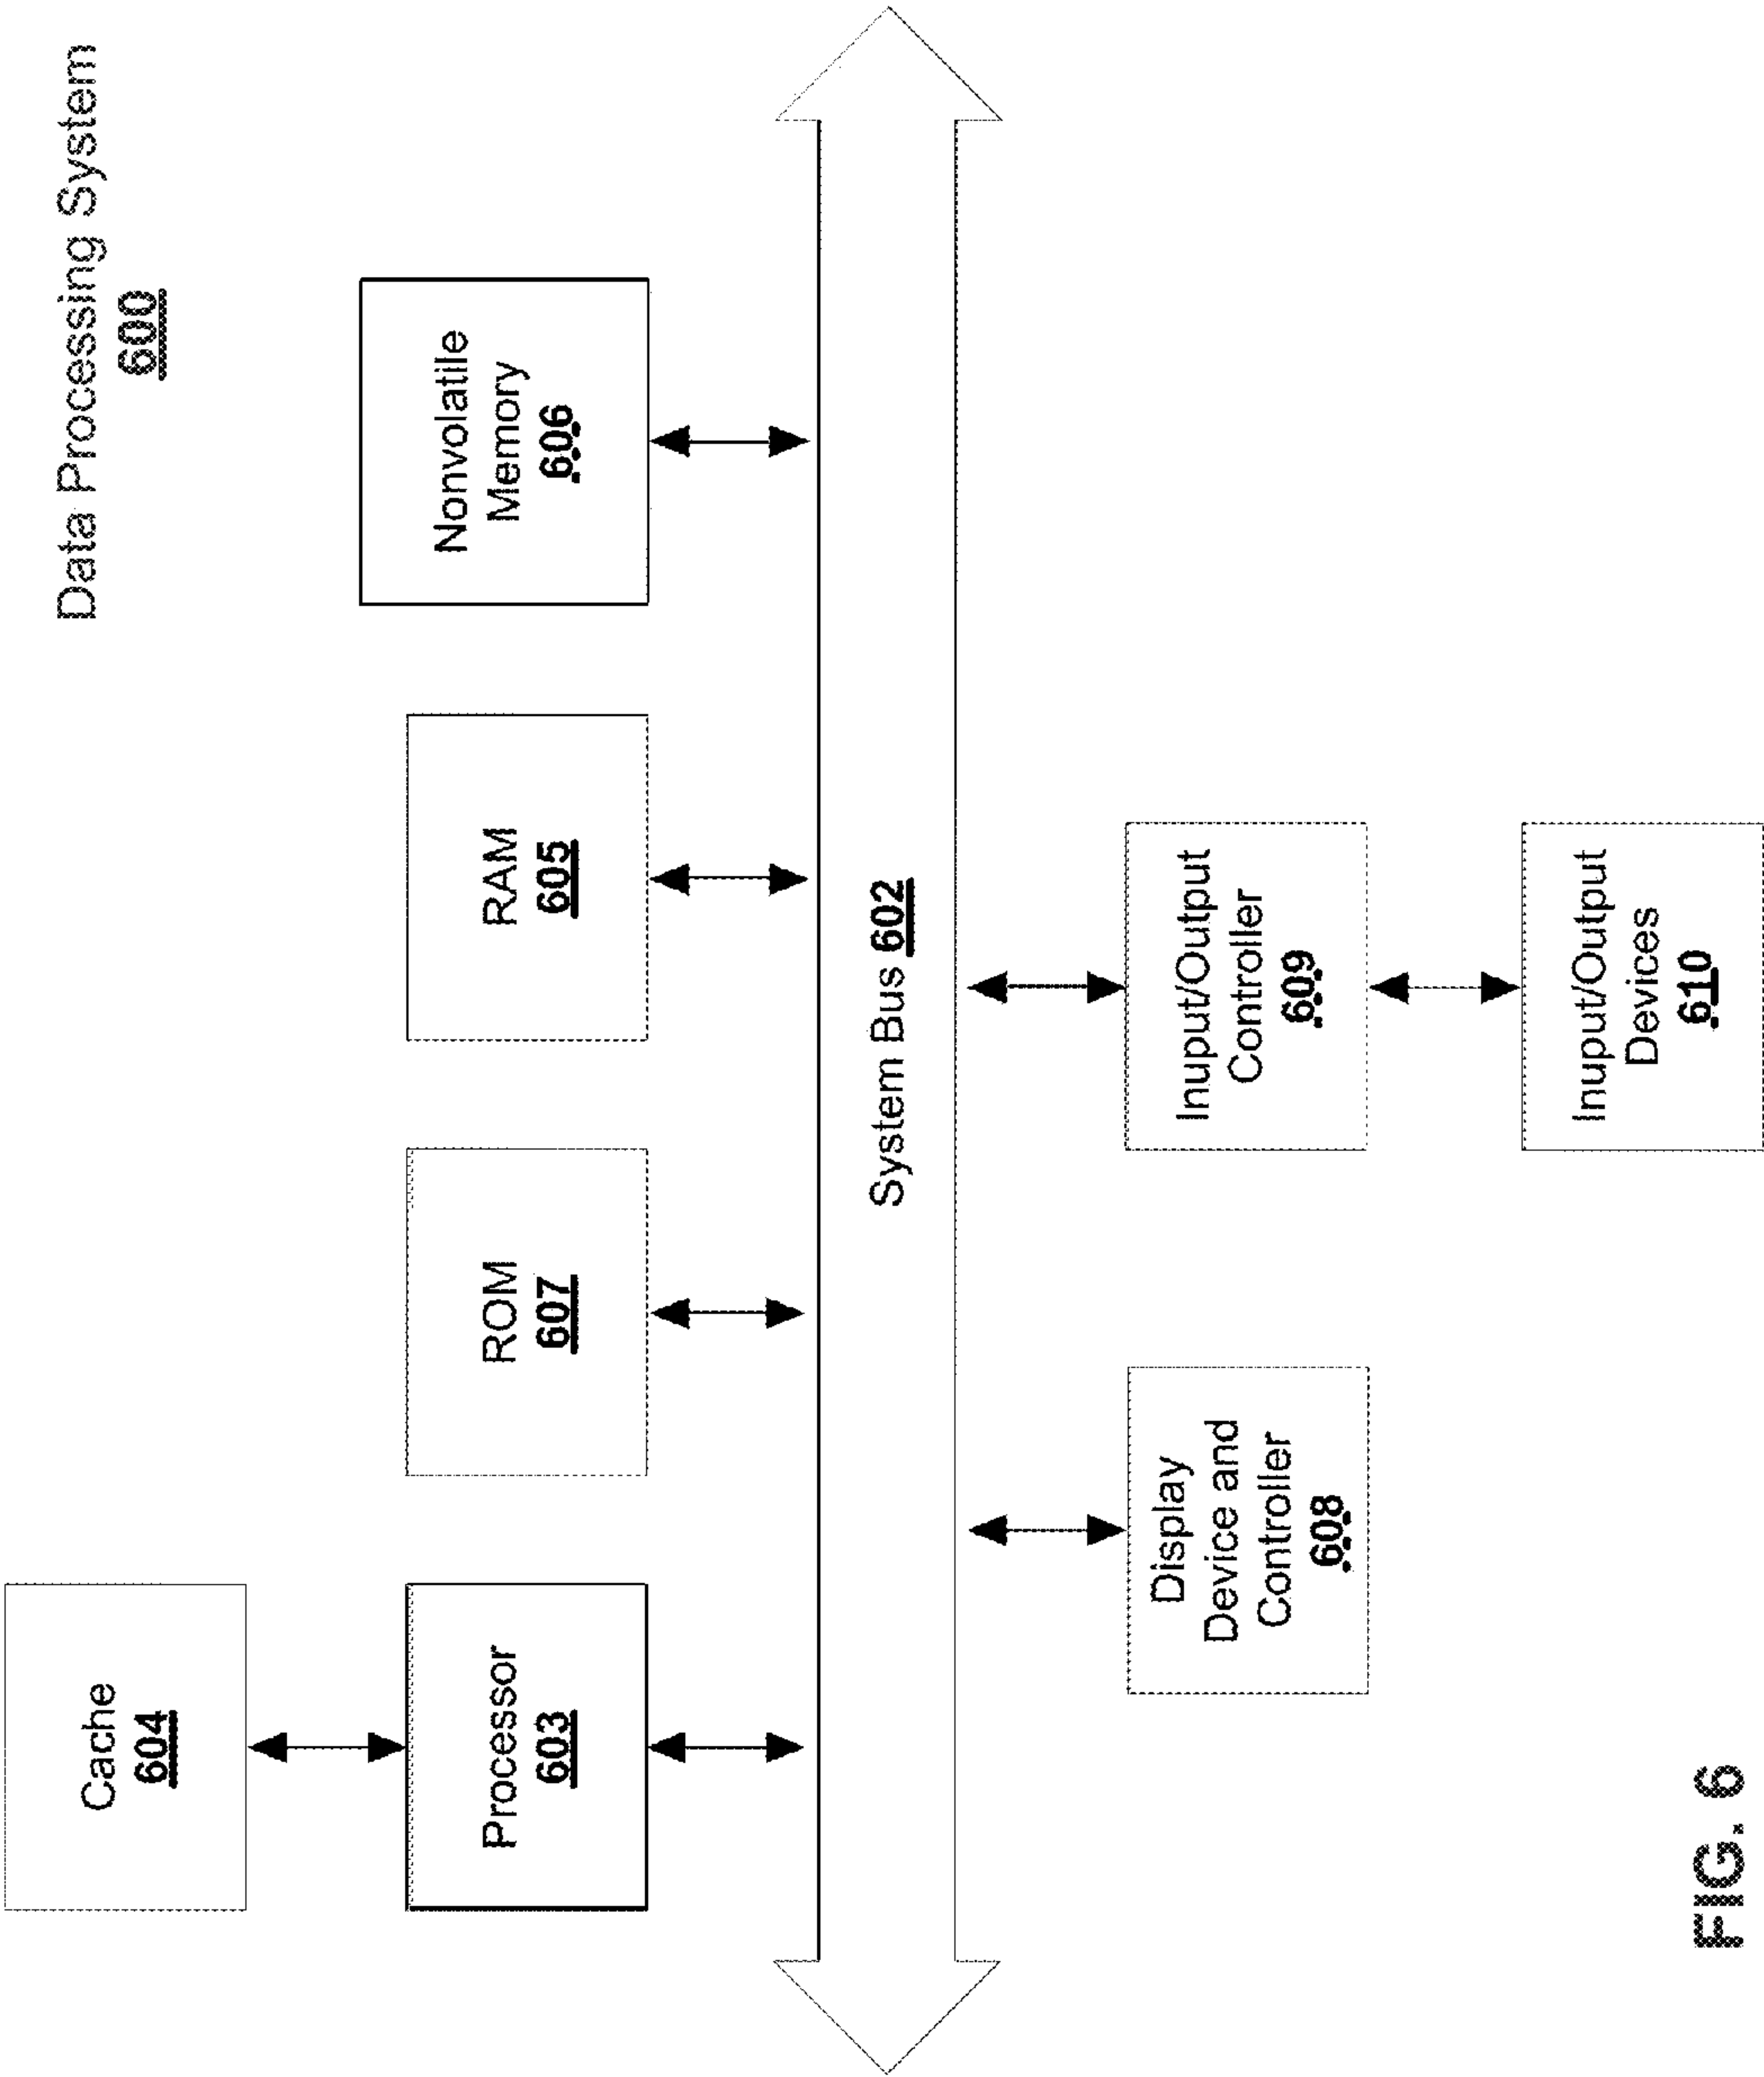 Data Processing System
600
Cache
604
Processor
603
ROM
607
RAM
605
Nonvolatile
Memory
606
System Bus 602
Display
Device and
Controller
608
Inuput/Output
Controller
609
Inuput/Output
Devices
610
FIG. 6